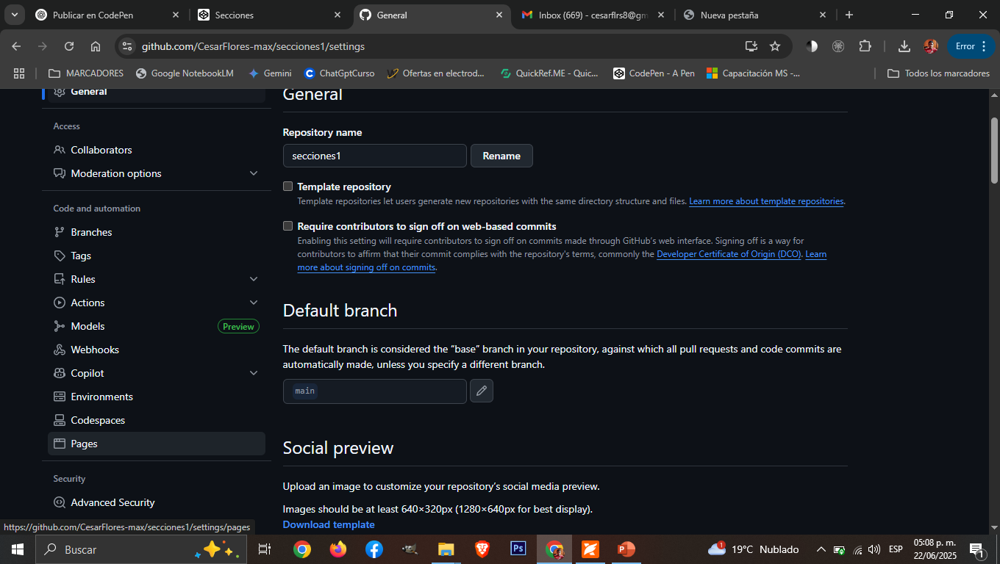 Publicar en CodePen
Secciones
General
Inbox (669) - cesarflrs8@gm
Nueva pestaña
github.com/CesarFlores-max/secciones1/settings
Error
MARCADORES
Google NotebookLM
Gemini
ChatGptCurso
Ofertas en electrod...
QuickRef.ME - Quic...
CodePen - A Pen
Capacitación MS -...
Todos los marcadores
General
Access
Collaborators
Moderation options
Code and automation
Branches
Tags
Rules
Actions
Models
Preview
Webhooks
Copilot
Environments
Codespaces
Pages
Security
Advanced Security
https://github.com/CesarFlores-max/secciones1/settings/pages
General
Repository name
secciones1
Rename
Template repository
Template repositories let users generate new repositories with the same directory structure and files. Learn more about template repositories.
Require contributors to sign off on web-based commits
Enabling this setting will require contributors to sign off on commits made through GitHub's web interface. Signing off is a way for
contributors to affirm that their commit complies with the repository's terms, commonly the Developer Certificate of Origin (DCO). Learn
more about signing off on commits.
Default branch
The default branch is considered the “base” branch in your repository, against which all pull requests and code commits are
automatically made, unless you specify a different branch.
main
Social preview
Upload an image to customize your repository's social media preview.
Images should be at least 640×320px (1280×640px for best display).
Download template
Buscar
Ps
1
19°C Nublado
ESP
05:08 p. m.
22/06/2025
1